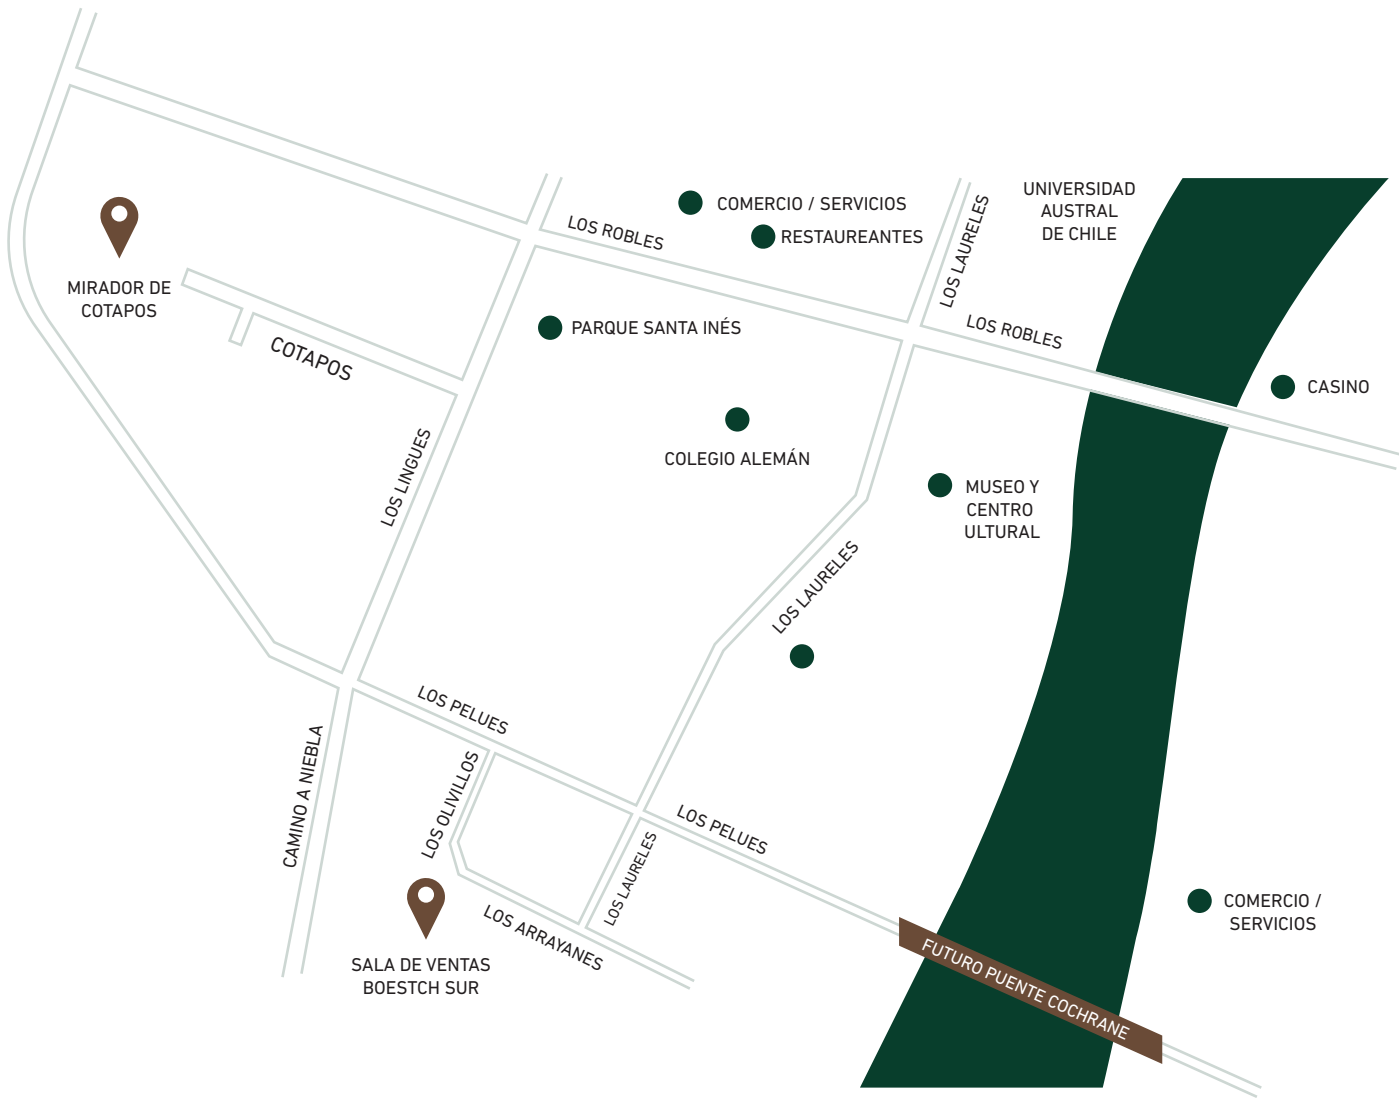 UNIVERSIDAD
AUSTRAL
DE CHILE
COMERCIO / SERVICIOS
RESTAUREANTES
LOS ROBLES
LOS LAURELES
MIRADOR DE
COTAPOS
COTAPOS
PARQUE SANTA INÉS
LOS ROBLES
CASINO
COLEGIO ALEMÁN
LOS LINGUES
MUSEO Y
CENTRO
ULTURAL
LOS LAURELES
LOS PELUES
CAMINO A NIEBLA
LOS OLIVILLOS
LOS PELUES
LOS LAURELES
LOS ARRAYANES
COMERCIO /
SERVICIOS
SALA DE VENTAS
BOESTCH SUR
FUTURO PUENTE COCHRANE